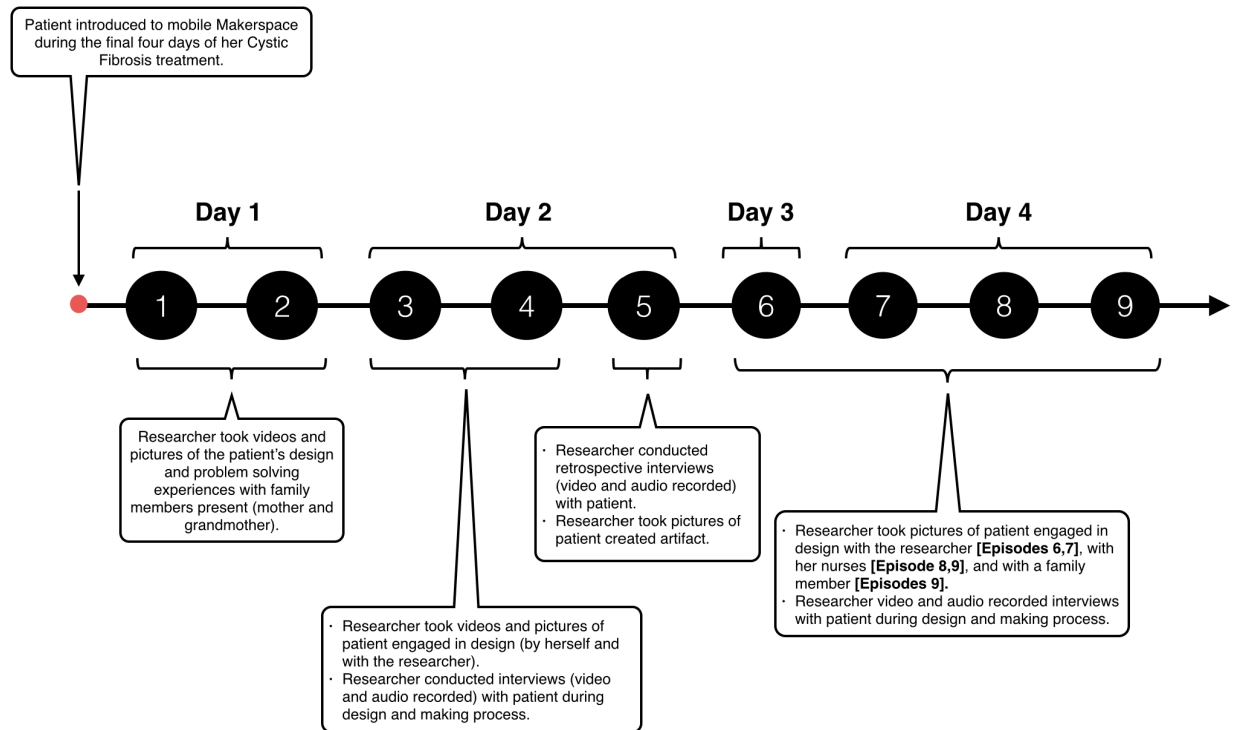 Patient introduced to mobile Makerspace
during the final four days of her Cystic
Fibrosis treatment.
Day 1
Day 2
Day 3
Day 4
1
2
3
4
5
6
7
8
9
Researcher took videos and
pictures of the patient’s design
and problem solving
experiences with family
members present (mother and
grandmother).
· Researcher took videos and pictures of
patient engaged in design (by herself and
with the researcher).
· Researcher conducted interviews (video
and audio recorded) with patient during
design and making process.
· Researcher conducted
retrospective interviews
(video and audio recorded)
with patient.
· Researcher took pictures of
patient created artifact.
· Researcher took pictures of patient engaged in
design with the researcher [Episodes 6,7], with
her nurses [Episode 8,9], and with a family
member [Episodes 9].
· Researcher video and audio recorded interviews
with patient during design and making process.